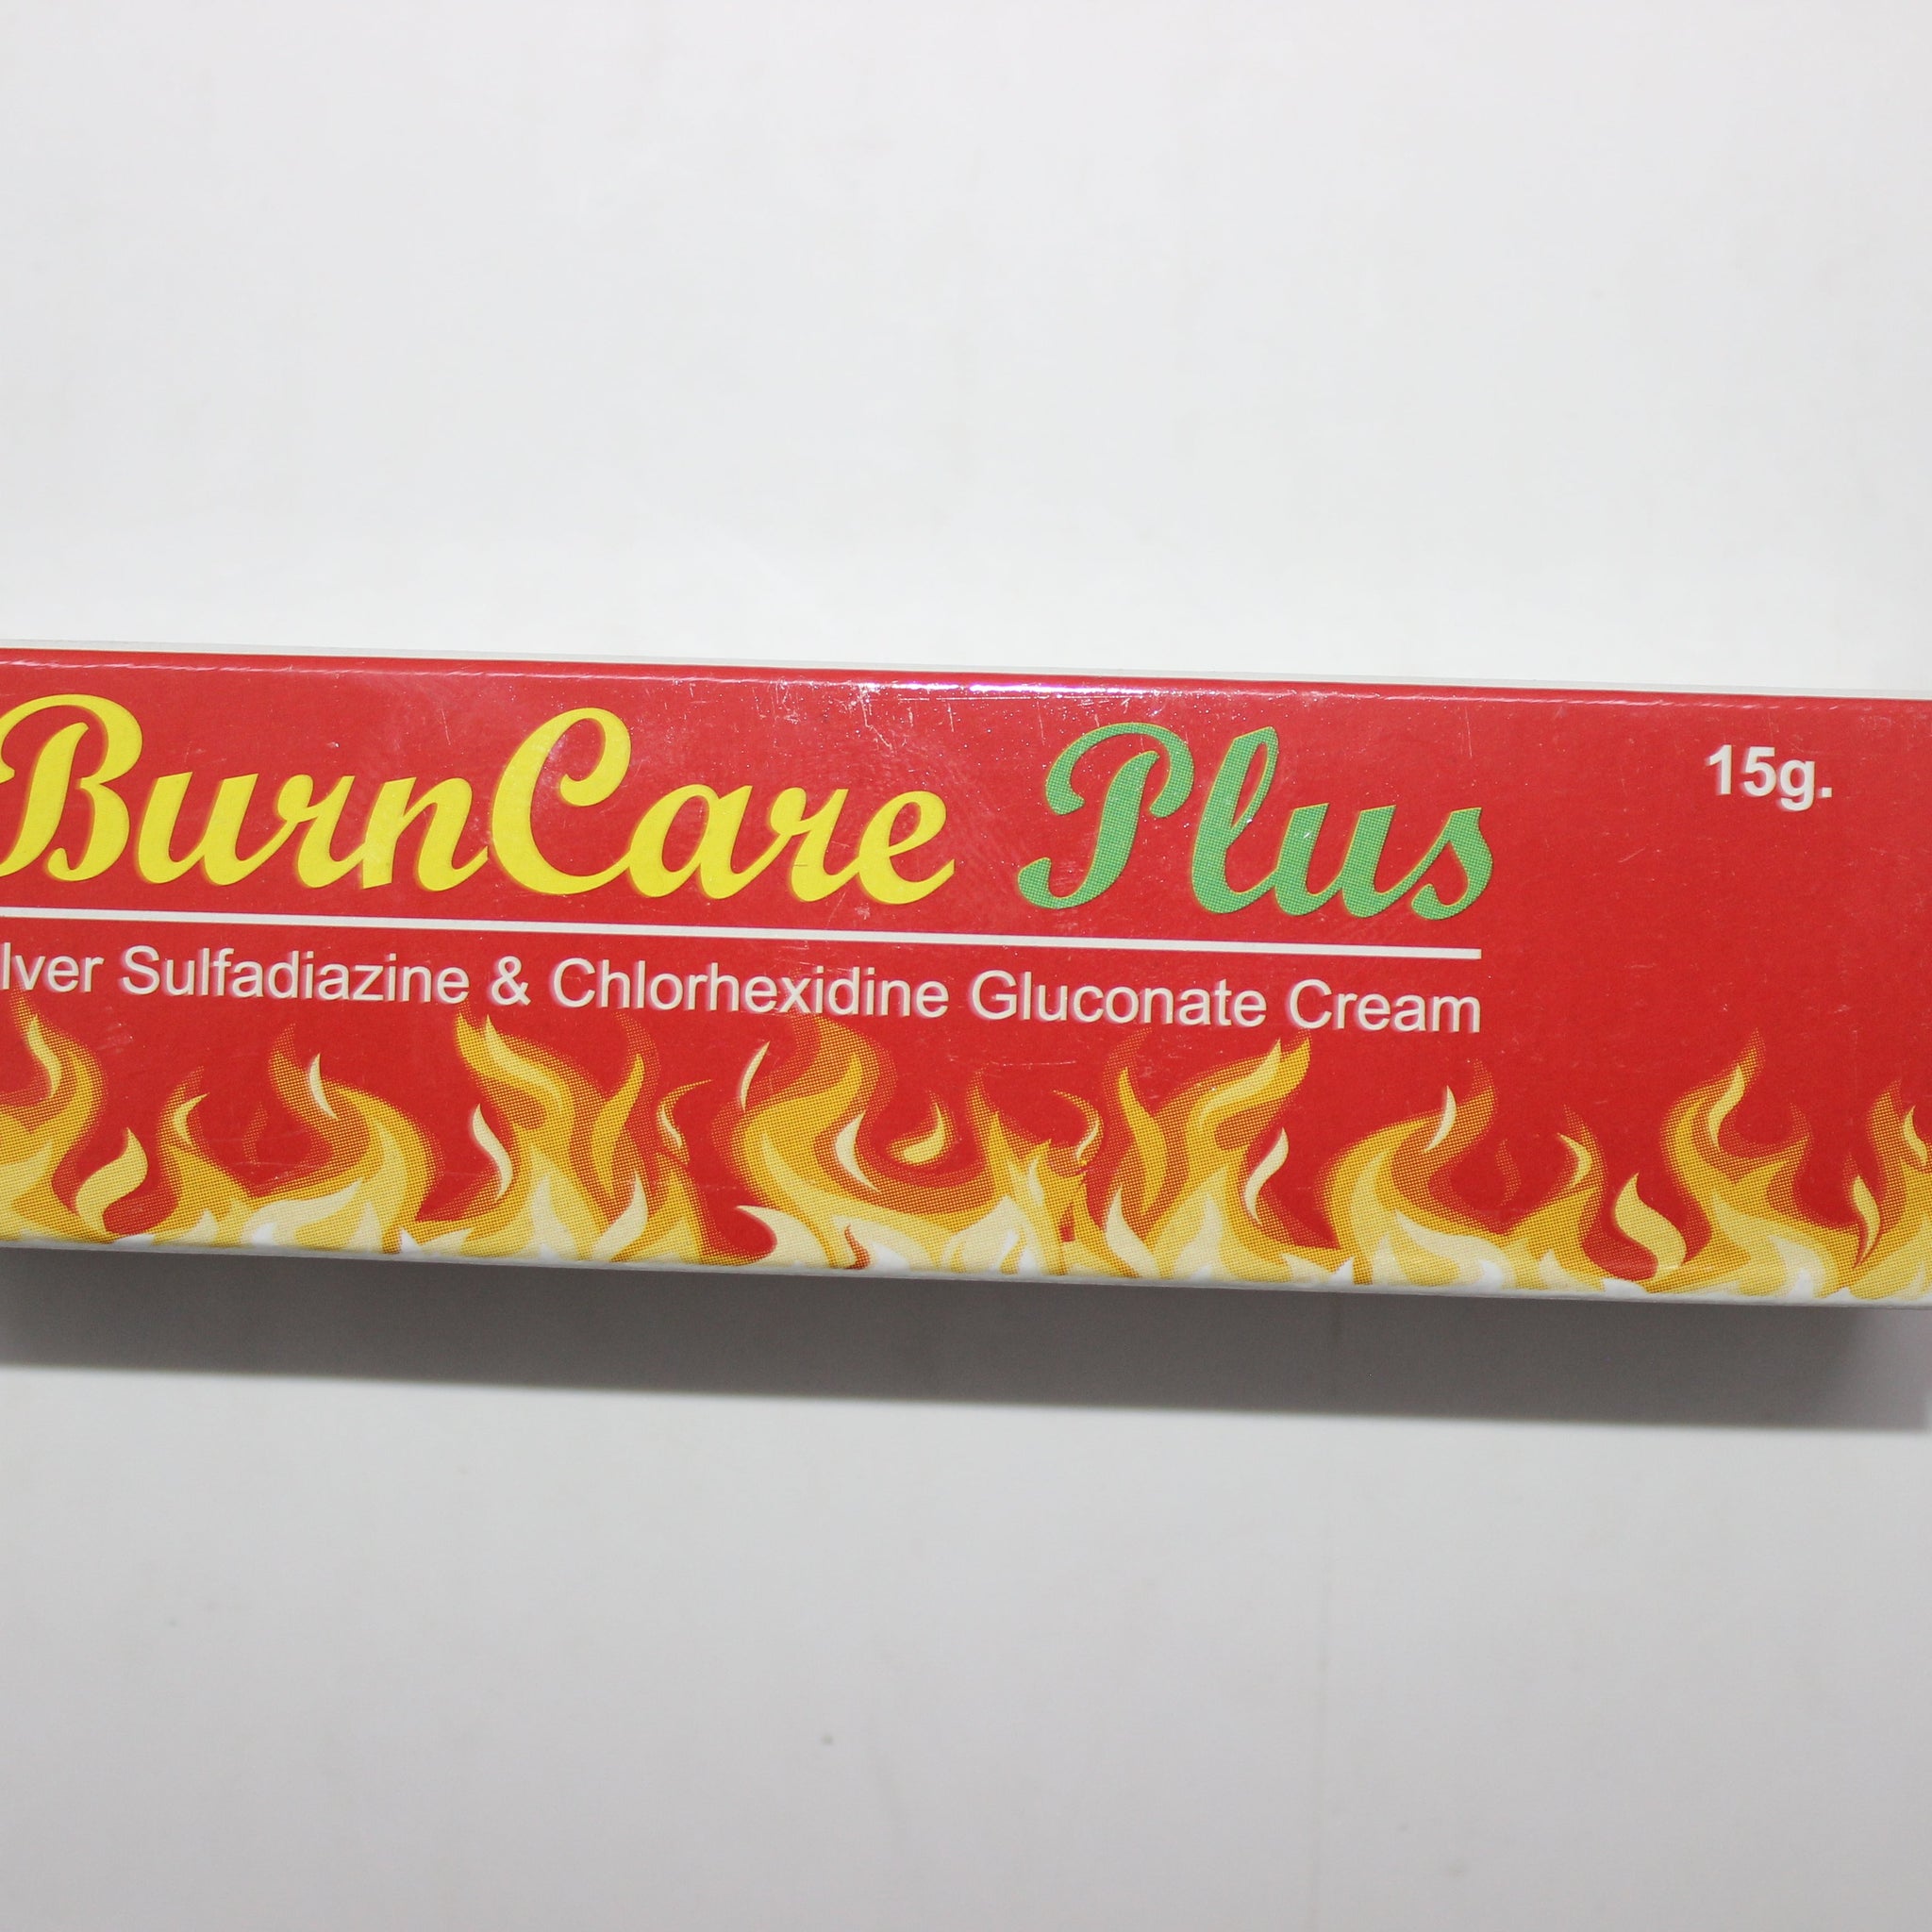 BurnCare Plus
15g.
lver Sulfadiazine & Chlorhexidine Gluconate Cream